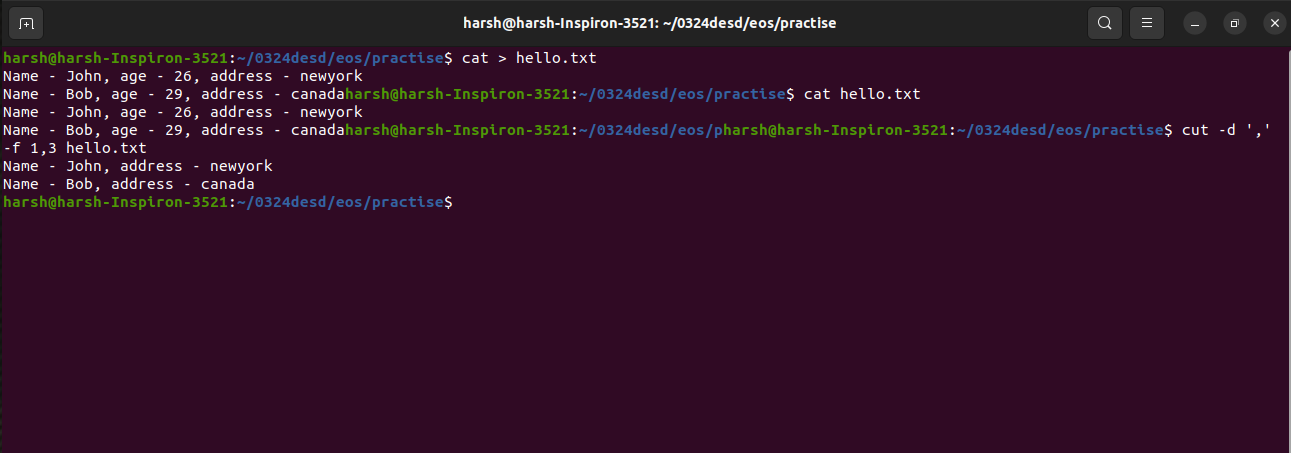 harsh@harsh-Inspiron-3521: ~/0324desd/eos/practise
harsh@harsh-Inspiron-3521:~/0324desd/eos/practise$ cat > hello.txt
Name - John, age - 26, address - newyork
Name - Bob, age - 29, address - canadaharsh@harsh-Inspiron-3521:~/0324desd/eos/practise$ cat hello.txt
Name - John, age - 26, address - newyork
Name - Bob, age - 29, address - canadaharsh@harsh-Inspiron-3521:~/0324desd/eos/pharsh@harsh-Inspiron-3521:~/0324desd/eos/practise$ cut -d ','
-f 1,3 hello.txt
Name - John, address - newyork
Name - Bob, address - canada
harsh@harsh-Inspiron-3521:~/0324desd/eos/practise$